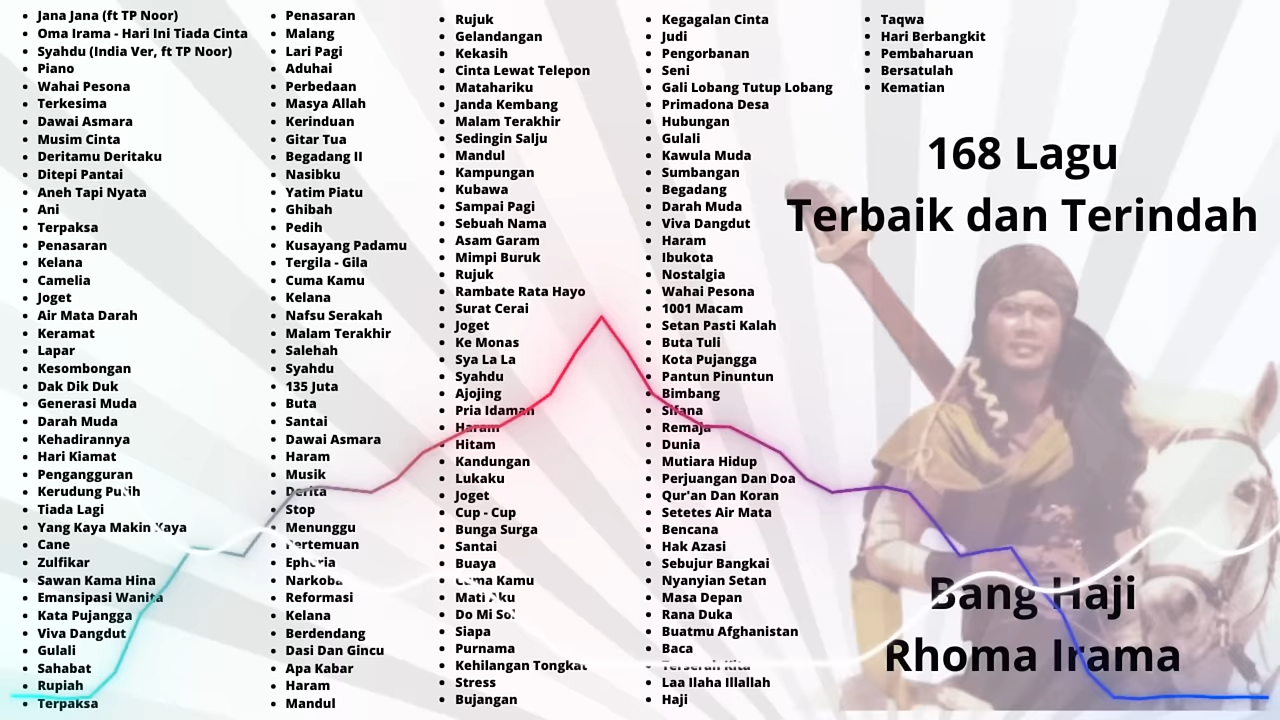 Jana Jana (ft TP Noor)
Oma Irama - Hari Ini Tiada Cinta
Syahdu (India Ver, ft TP Noor)
Piano
Wahai Pesona
Terkesima
Dawai Asmara
Musim Cinta
Deritamu Deritaku
Ditepi Pantai
Aneh Tapi Nyata
Ani
Terpaksa
Penasaran
Kelana
Camelia
Joget
Air Mata Darah
Keramat
Lapar
Kesombongan
Dak Dik Duk
Generasi Muda
Darah Muda
Kehadirannya
Hari Kiamat
Pengangguran
Kerudung Putih
Tiada Lagi
Yang Kaya Makin Kaya
Cane
Zulfikar
Sawan Kama Hina
Emansipasi Wanita
Kata Pujangga
Viva Dangdut
Gulali
Sahabat
Rupiah
Terpaksa
Penasaran
Malang
Lari Pagi
Aduhai
Perbedaan
Masya Allah
Kerinduan
Gitar Tua
Begadang II
Nasibku
Yatim Piatu
Ghibah
Pedih
Kusayang Padamu
Tergila - Gila
Cuma Kamu
Kelana
Nafsu Serakah
Malam Terakhir
Salehah
Syahdu
135 Juta
Buta
Santai
Dawai Asmara
Haram
Musik
Derita
Stop
Menunggu
Pertemuan
Ephoria
Narkoba
Reformasi
Kelana
Berdendang
Dasi Dan Gincu
Apa Kabar
Haram
Mandul
Rujuk
Gelandangan
Kekasih
Cinta Lewat Telepon
Matahariku
Janda Kembang
Malam Terakhir
Sedingin Salju
Mandul
Kampungan
Kubawa
Sampai Pagi
Sebuah Nama
Asam Garam
Mimpi Buruk
Rujuk
Rambate Rata Hayo
Surat Cerai
Joget
Ke Monas
Sya La La
Syahdu
Ajojing
Pria Idaman
Haram
Hitam
Kandungan
Lukaku
Joget
Cup - Cup
Bunga Surga
Santai
Buaya
Cuma Kamu
Mati Aku
Do Mi Sol
Siapa
Purnama
Kehilangan Tongkat
Stress
Bujangan
Kegagalan Cinta
Judi
Pengorbanan
Seni
Gali Lobang Tutup Lobang
Primadona Desa
Hubungan
Gulali
Kawula Muda
Sumbangan
Begadang
Darah Muda
Viva Dangdut
Haram
Ibukota
Nostalgia
Wahai Pesona
1001 Macam
Setan Pasti Kalah
Buta Tuli
Kota Pujangga
Pantun Pinuntun
Bimbang
Sifana
Remaja
Dunia
Mutiara Hidup
Perjuangan Dan Doa
Qur'an Dan Koran
Setetes Air Mata
Bencana
Hak Azasi
Sebujur Bangkai
Nyanyian Setan
Masa Depan
Rana Duka
Buatmu Afghanistan
Baca
Terserah Kita
Laa Ilaha Illallah
Haji
Taqwa
Hari Berbangkit
Pembaharuan
Bersatulah
Kematian
168 Lagu
Terbaik dan Terindah
Bang Haji
Rhoma Irama